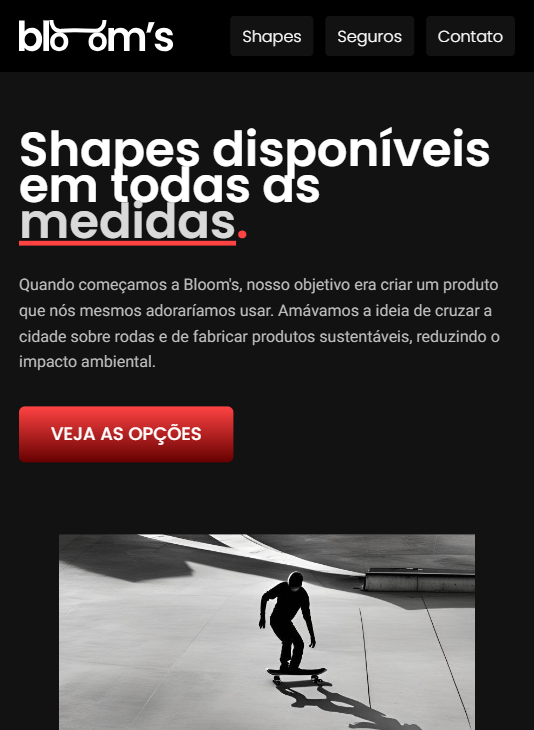 bloom's
Shapes
Seguros
Contato
Shapes disponíveis
em todas as
medidas.
Quando começamos a Bloom's, nosso objetivo era criar um produto
que nós mesmos adoraríamos usar. Amávamos a ideia de cruzar a
cidade sobre rodas e de fabricar produtos sustentáveis, reduzindo o
impacto ambiental.
VEJA AS OPÇÕES